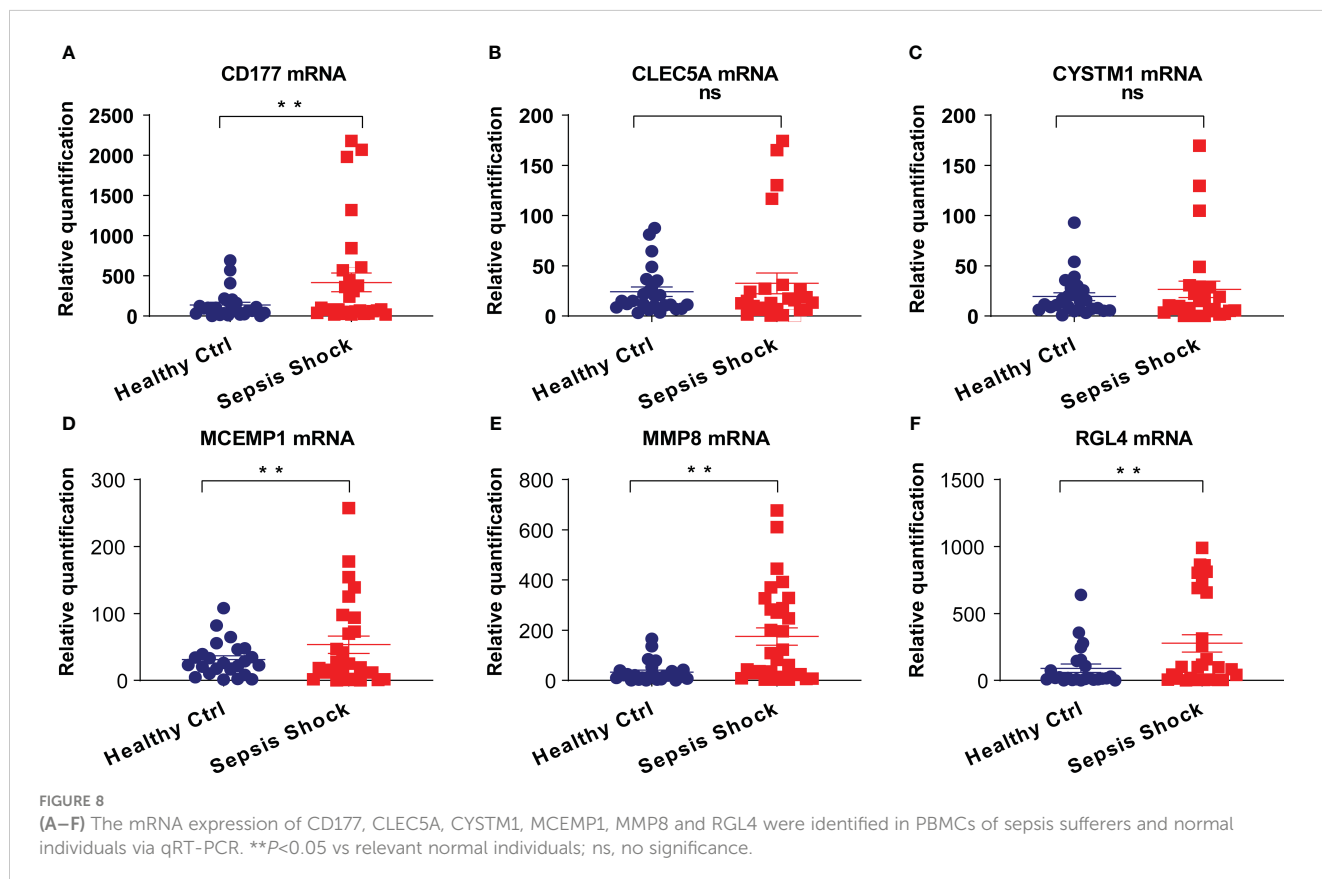 A
CD177 mRNA
* *
Relative quantification
2500
2000
1500
1000
500
0
Healthy Ctrl
Sepsis Shock
B
CLEC5A mRNA
ns
Relative quantification
200
150
100
50
0
Healthy Ctrl
Sepsis Shock
C
CYSTM1 mRNA
ns
Relative quantification
200
150
100
50
0
Healthy Ctrl
Sepsis Shock
D
MCEMP1 mRNA
* *
Relative quantification
300
200
100
0
Healthy Ctrl
Sepsis Shock
E
MMP8 mRNA
* *
Relative quantification
800
600
400
200
0
Healthy Ctrl
Sepsis Shock
F
RGL4 mRNA
* *
Relative quantification
1500
1000
500
0
Healthy Ctrl
Sepsis Shock
FIGURE 8
(A–F) The mRNA expression of CD177, CLEC5A, CYSTM1, MCEMP1, MMP8 and RGL4 were identified in PBMCs of sepsis sufferers and normal
individuals via qRT-PCR. **P<0.05 vs relevant normal individuals; ns, no significance.